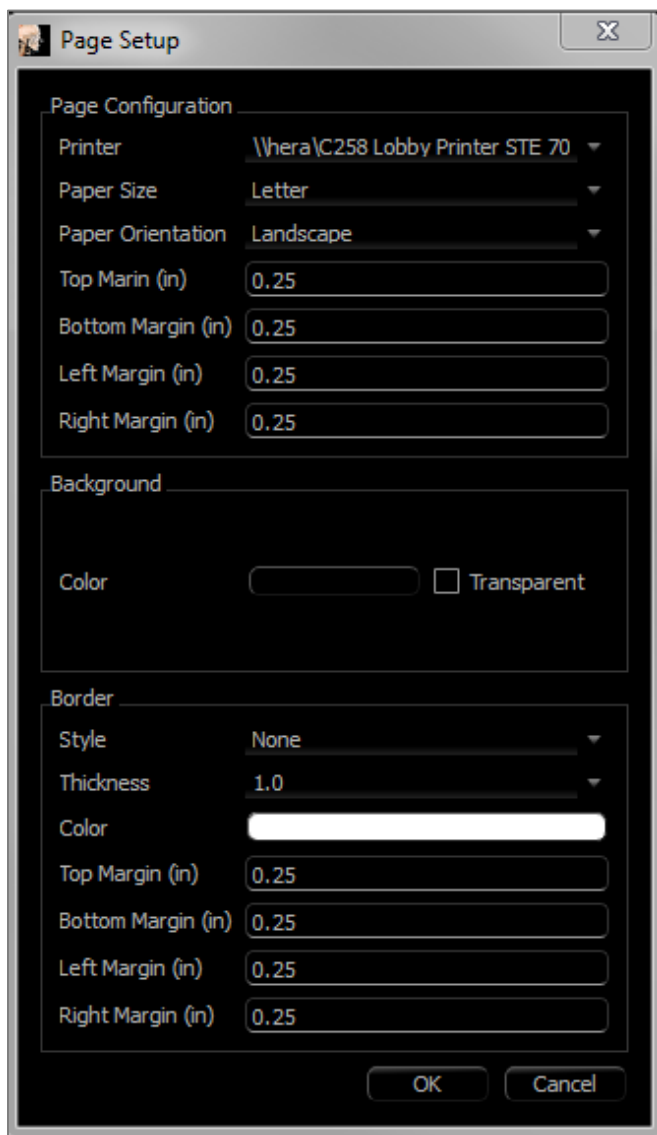 Page Setup
Page Configuration
Printer \\hera\C258 Lobby Printer STE 70
Paper Size Letter
Paper Orientation Landscape
Top Marin (in) 0.25
Bottom Margin (in) 0.25
Left Margin (in) 0.25
Right Margin (in) 0.25
Background
Color Transparent
Border
Style None
Thickness 1.0
Color
Top Margin (in) 0.25
Bottom Margin (in) 0.25
Left Margin (in) 0.25
Right Margin (in) 0.25
OK Cancel